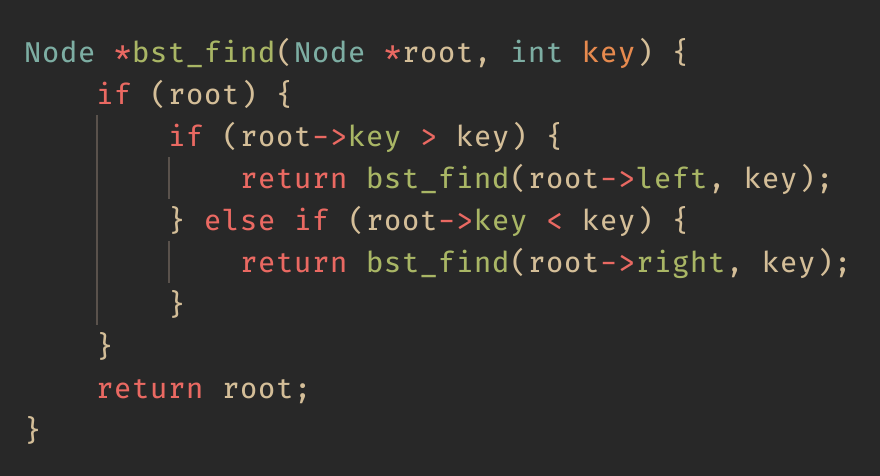 Node *bst_find(Node *root, int key) {
    if (root) {
        if (root->key > key) {
            return bst_find(root->left, key);
        } else if (root->key < key) {
            return bst_find(root->right, key);
        }
    }
    return root;
}